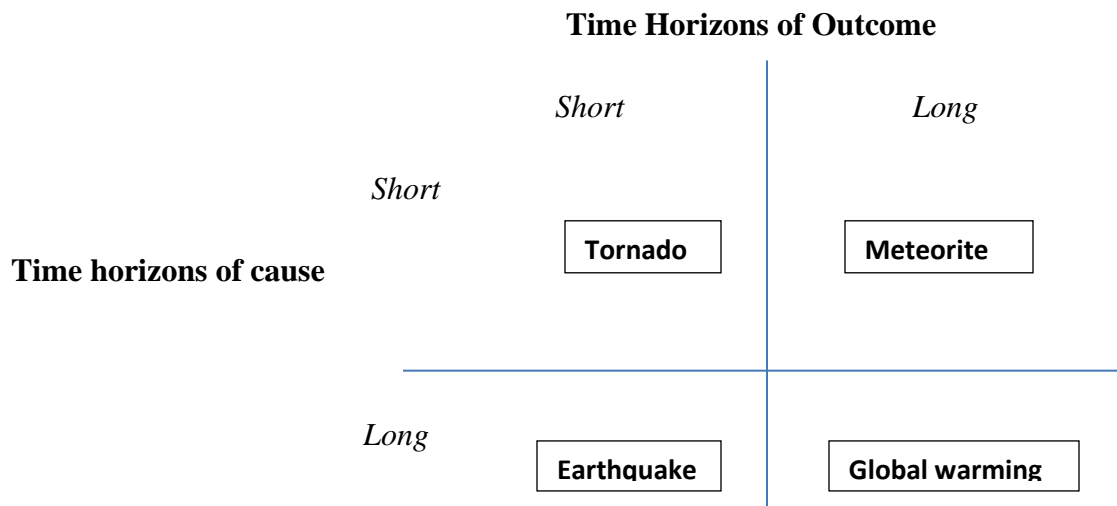 Time Horizons of Outcome
Short
Long
Short
Tornado
Meteorite
Time horizons of cause
Long
Earthquake
Global warming